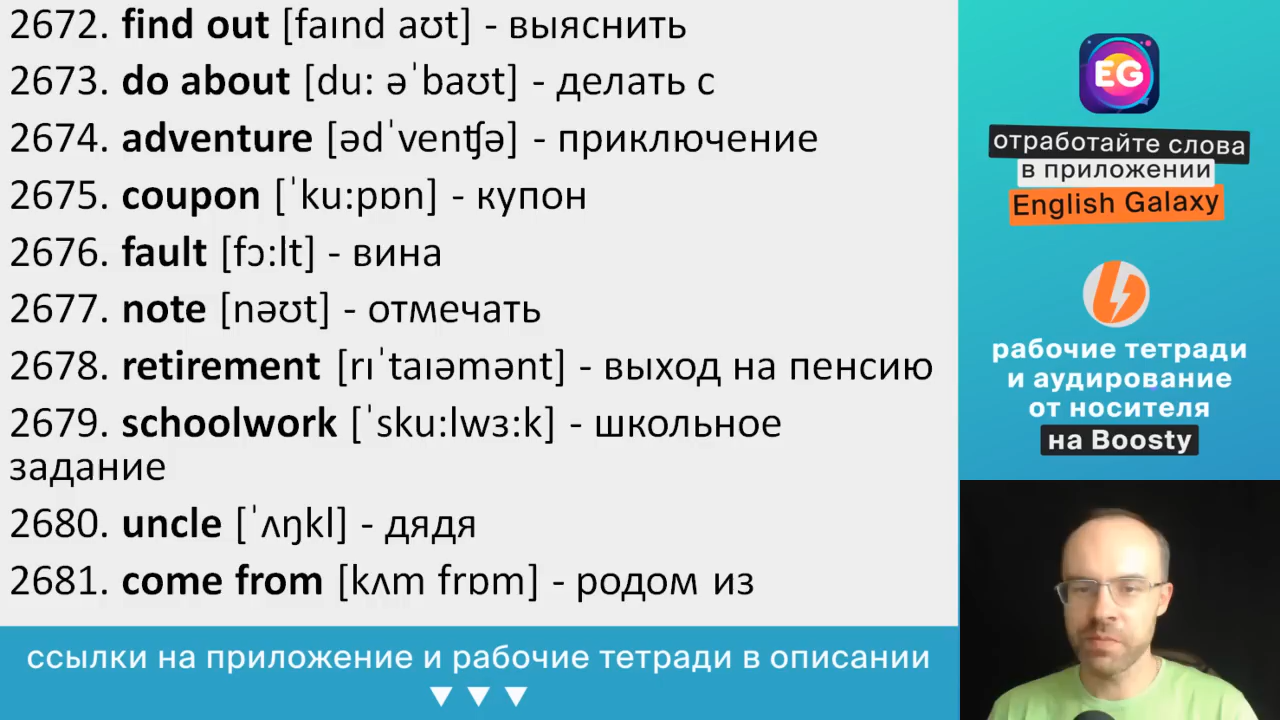 2672. find out [faɪnd aʊt] - выяснить
2673. do about [du: əˈbaʊt] - делать с
2674. adventure [ədˈvenʧə] - приключение
2675. coupon [ˈku:pɒn] - купон
2676. fault [fɔ:lt] - вина
2677. note [nəʊt] - отмечать
2678. retirement [rɪˈtaɪəmənt] - выход на пенсию
2679. schoolwork [ˈsku:lwɜ:k] - школьное
задание
2680. uncle [ˈʌŋkl] - дядя
2681. come from [kʌm frɒm] - родом из
EG
отработайте слова
в приложении
English Galaxy
рабочие тетради
и аудирование
от носителя
на Boosty
ссылки на приложение и рабочие тетради в описании